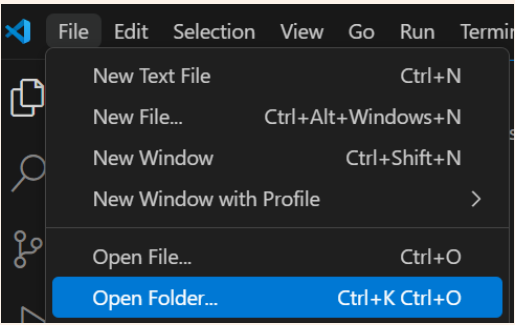 File Edit Selection View Go Run Termi
New Text File Ctrl+N
New File... Ctrl+Alt+Windows+N
New Window Ctrl+Shift+N
New Window with Profile
Open File... Ctrl+O
Open Folder... Ctrl+K Ctrl+O